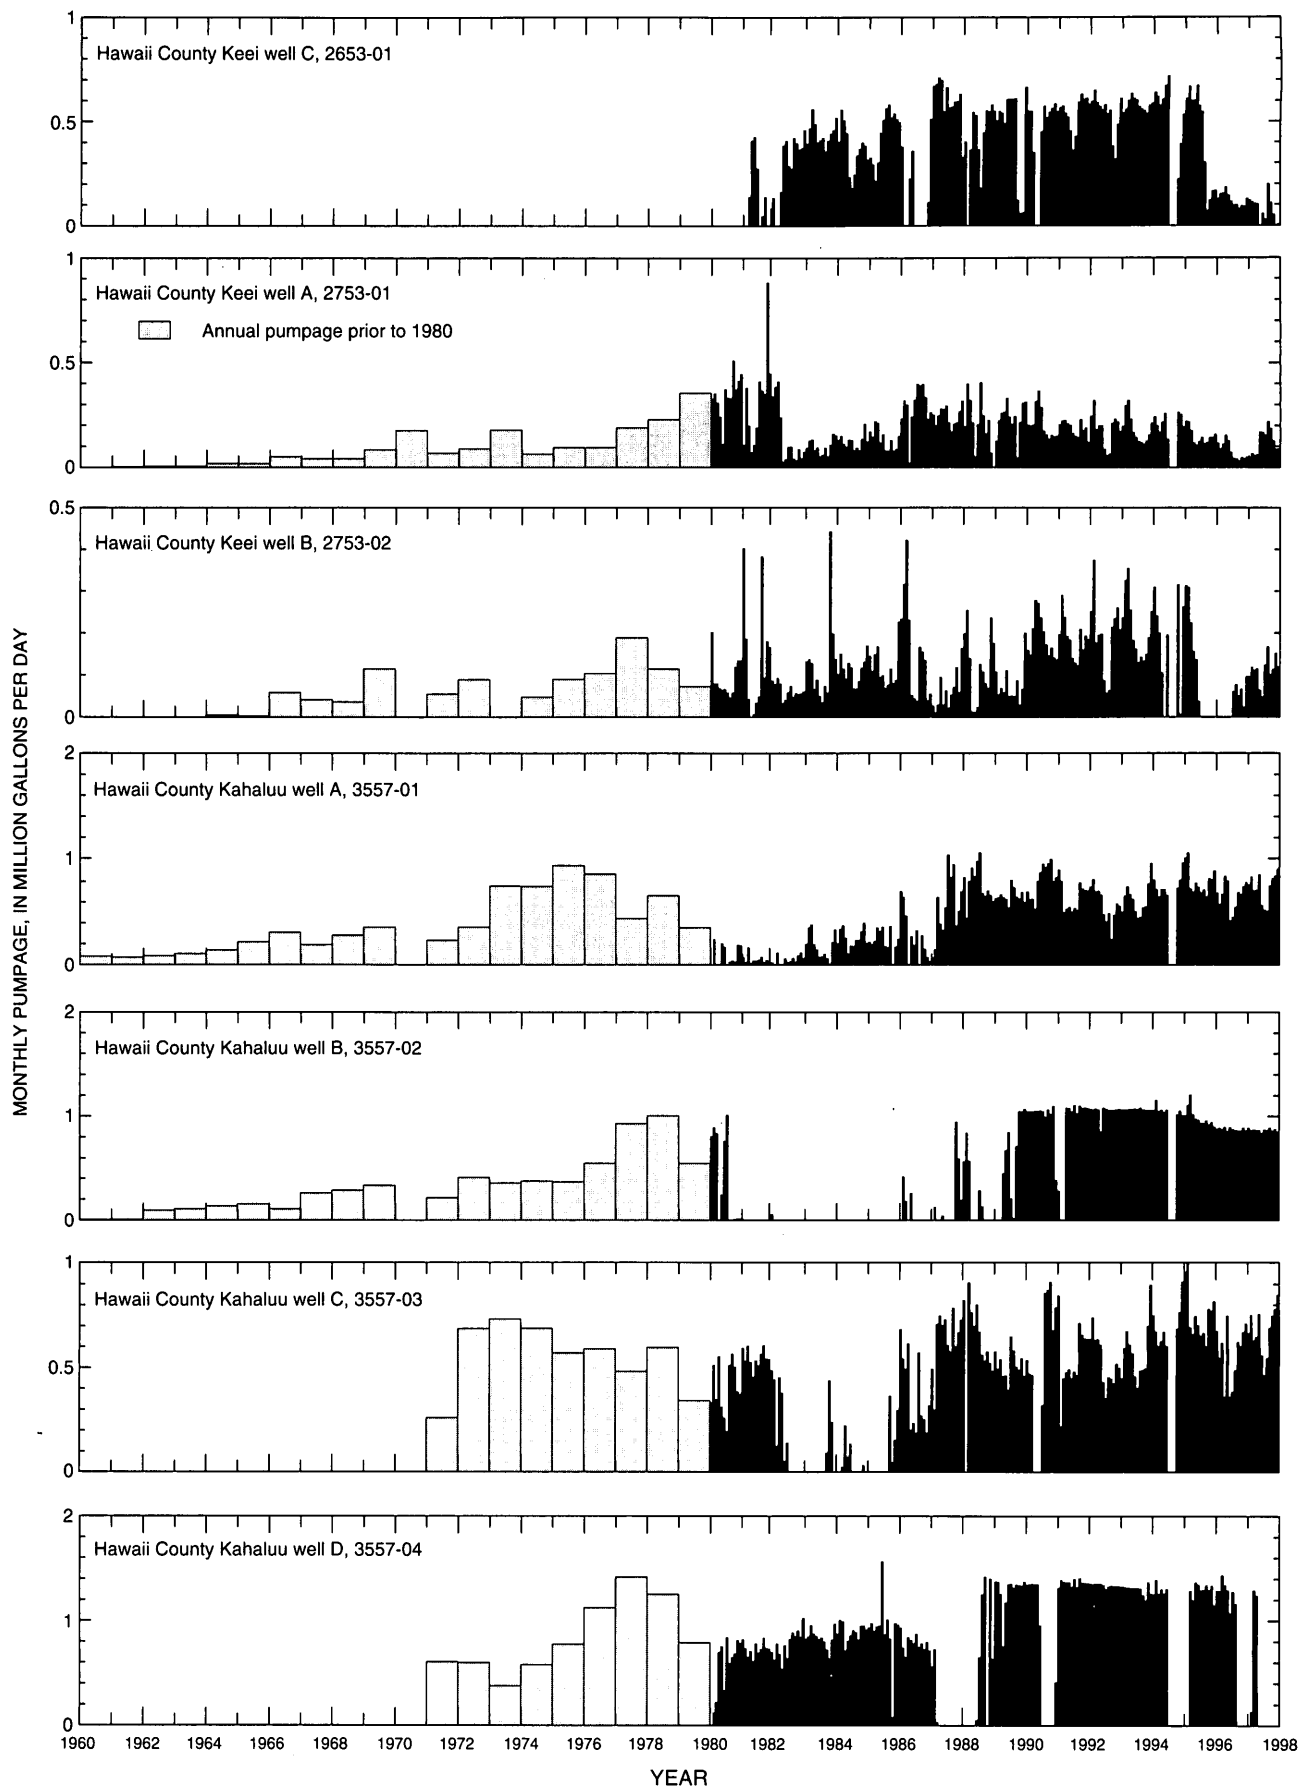 MONTHLY PUMPAGE, IN MILLION GALLONS PER DAY
1
Hawaii County Keei well C, 2653-01
0.5
0
1
Hawaii County Keei well A, 2753-01
Annual pumpage prior to 1980
0.5
0
0.5
Hawaii County Keei well B, 2753-02
0
2
Hawaii County Kahaluu well A, 3557-01
1
0
2
Hawaii County Kahaluu well B, 3557-02
1
0
1
Hawaii County Kahaluu well C, 3557-03
0.5
0
2
Hawaii County Kahaluu well D, 3557-04
1
0
1960 1962 1964 1966 1968 1970 1972 1974 1976 1978 1980 1982 1984 1986 1988 1990 1992 1994 1996 1998
YEAR